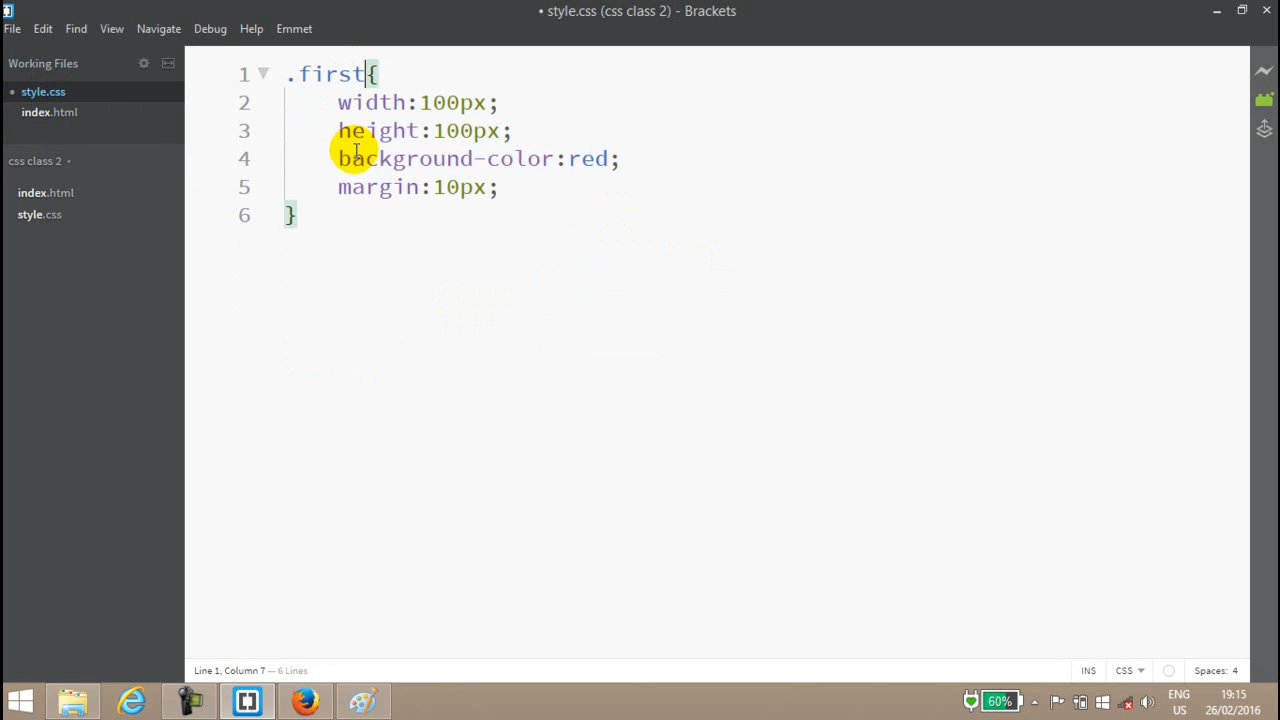 • style.css (css class 2) - Brackets
File Edit Find View Navigate Debug Help Emmet
Working Files
• style.css
index.html
css class 2
index.html
style.css
1 .first{
2 width:100px;
3 height:100px;
4 background-color:red;
5 margin:10px;
6 }
Line 1, Column 7 — 6 Lines
INS CSS Spaces: 4
60%
ENG
US
19:15
26/02/2016